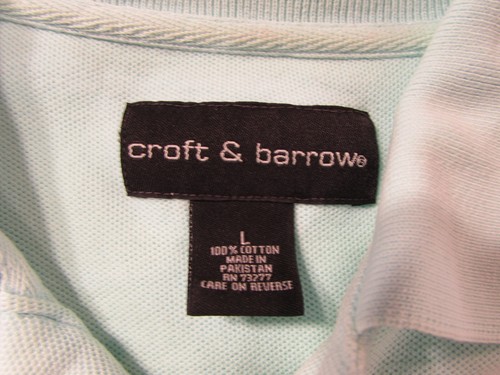 croft & barrow®
L
100% COTTON
MADE IN
PAKISTAN
RN 73277
CARE ON REVERSE